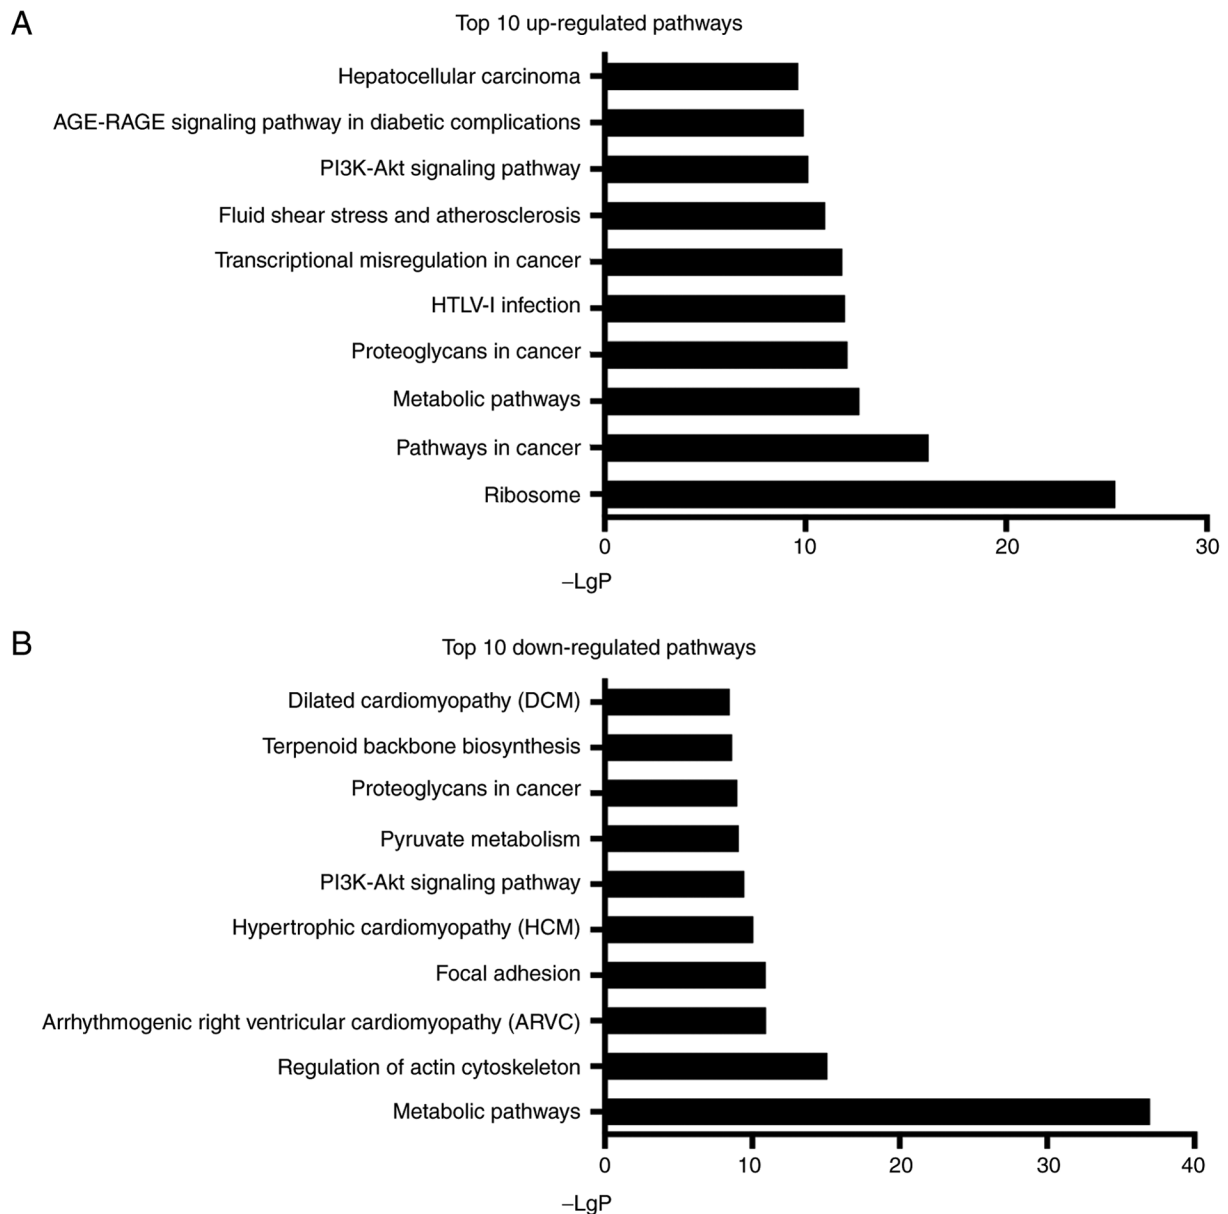 A
Top 10 up-regulated pathways
Hepatocellular carcinoma
AGE-RAGE signaling pathway in diabetic complications
PI3K-Akt signaling pathway
Fluid shear stress and atherosclerosis
Transcriptional misregulation in cancer
HTLV-I infection
Proteoglycans in cancer
Metabolic pathways
Pathways in cancer
Ribosome
0 10 20 30
–LgP
B
Top 10 down-regulated pathways
Dilated cardiomyopathy (DCM)
Terpenoid backbone biosynthesis
Proteoglycans in cancer
Pyruvate metabolism
PI3K-Akt signaling pathway
Hypertrophic cardiomyopathy (HCM)
Focal adhesion
Arrhythmogenic right ventricular cardiomyopathy (ARVC)
Regulation of actin cytoskeleton
Metabolic pathways
0 10 20 30 40
–LgP